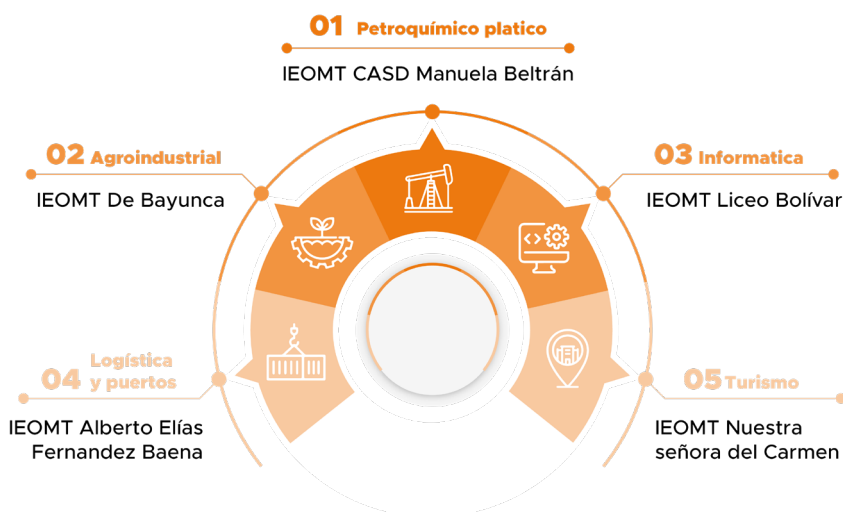 01 Petroquímico platico
IEOMT CASD Manuela Beltrán
02 Agroindustrial
IEOMT De Bayunca
03 Informatica
IEOMT Liceo Bolívar
04 Logística
y puertos
IEOMT Alberto Elías
Fernandez Baena
05 Turismo
IEOMT Nuestra
señora del Carmen